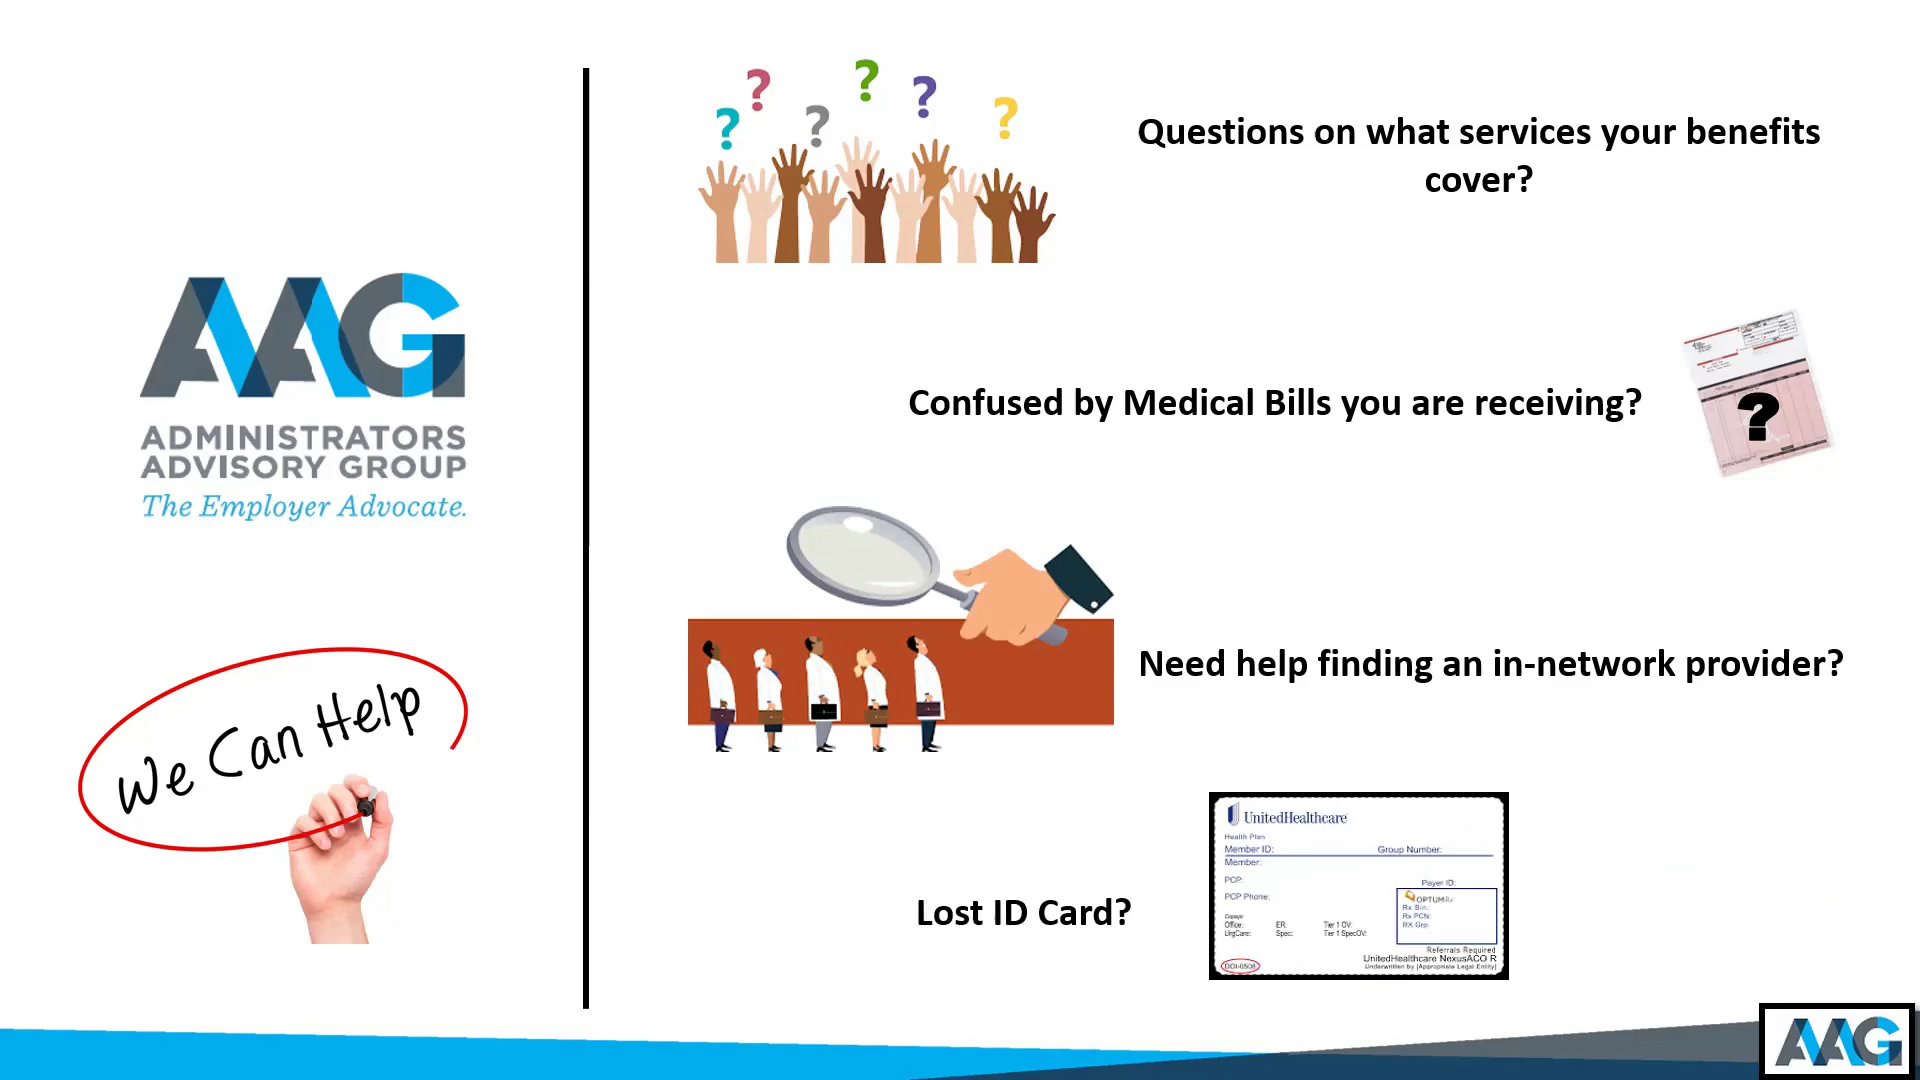 AAG
ADMINISTRATORS
ADVISORY GROUP
The Employer Advocate.
We Can Help
? ? ? ? ? ?
Questions on what services your benefits
cover?
Confused by Medical Bills you are receiving?
?
Need help finding an in-network provider?
Lost ID Card?
UnitedHealthcare
Health Plan
Member ID: Group Number:
Member:
PCP: Payer ID:
PCP Phone:
OPTUMRx
Rx Bin:
Rx PCN:
RX Grp:
Copays:
Office: ER: Tier 1 OV:
UrgCare: Spec: Tier 1 SpecOV:
Referrals Required
UnitedHealthcare NexusACO R
DOI-0508
Underwritten by [Appropriate Legal Entity]
AAG